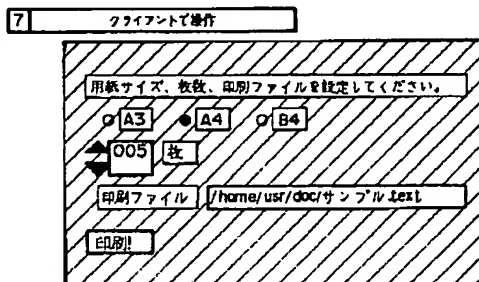 7 クライアントで操作
用紙サイズ、枚数、印刷ファイルを設定してください。
A3 A4 B4
005 枚
印刷ファイル /home/usr/doc/サンプル.text
印刷!